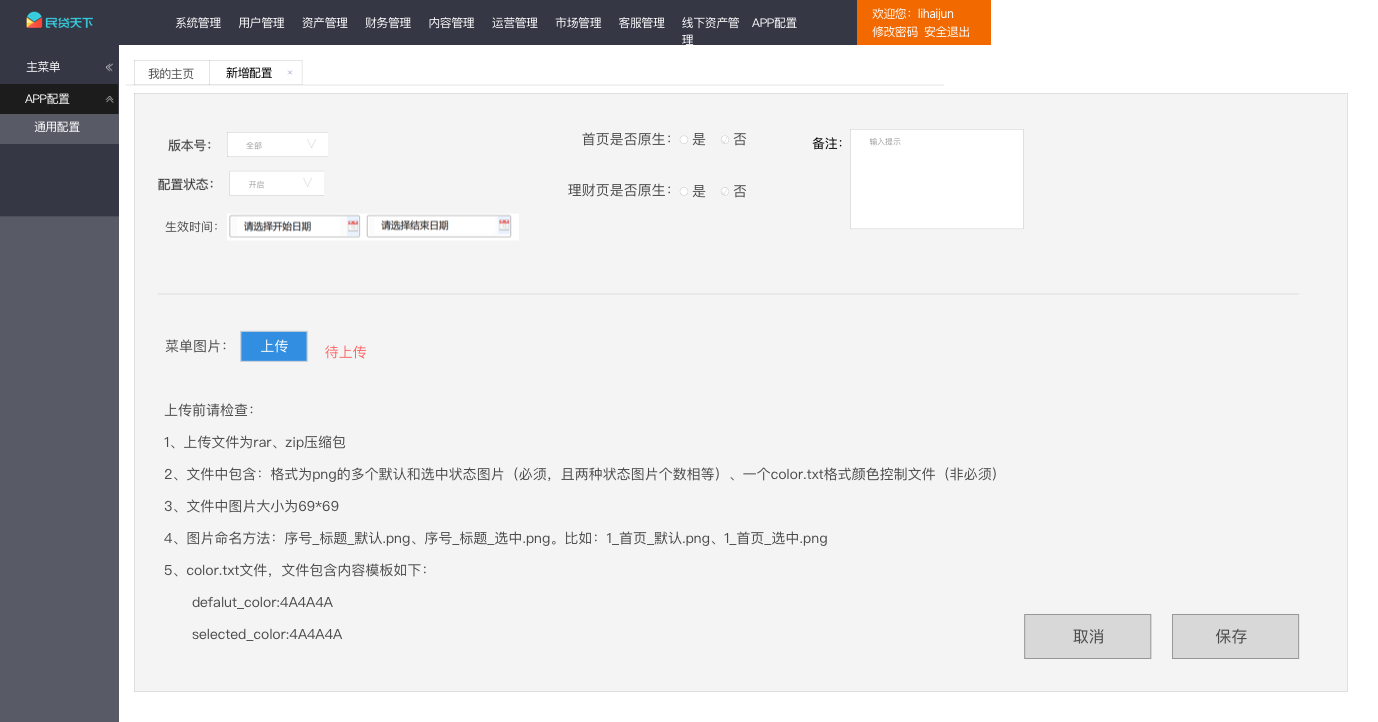 民贷天下
系统管理 用户管理 资产管理 财务管理 内容管理 运营管理 市场管理 客服管理 线下资产管理 APP配置
欢迎您：lihaijun
修改密码 安全退出
主菜单
APP配置
通用配置
我的主页 新增配置 ×
版本号： 全部
首页是否原生： 是 否
备注： 输入提示
配置状态： 开启
理财页是否原生： 是 否
生效时间： 请选择开始日期 请选择结束日期
菜单图片： 上传 待上传
上传前请检查：
1、上传文件为rar、zip压缩包
2、文件中包含：格式为png的多个默认和选中状态图片（必须，且两种状态图片个数相等）、一个color.txt格式颜色控制文件（非必须）
3、文件中图片大小为69*69
4、图片命名方法：序号_标题_默认.png、序号_标题_选中.png。比如：1_首页_默认.png、1_首页_选中.png
5、color.txt文件，文件包含内容模板如下：
defalut_color:4A4A4A
selected_color:4A4A4A
取消 保存